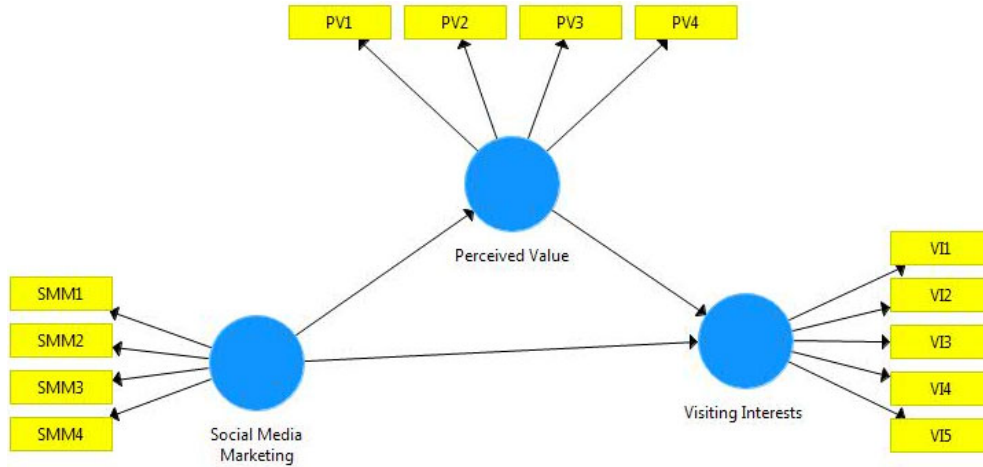 PV1
PV2
PV3
PV4
Perceived Value
SMM1
SMM2
SMM3
SMM4
Social Media
Marketing
VI1
VI2
VI3
VI4
VI5
Visiting Interests